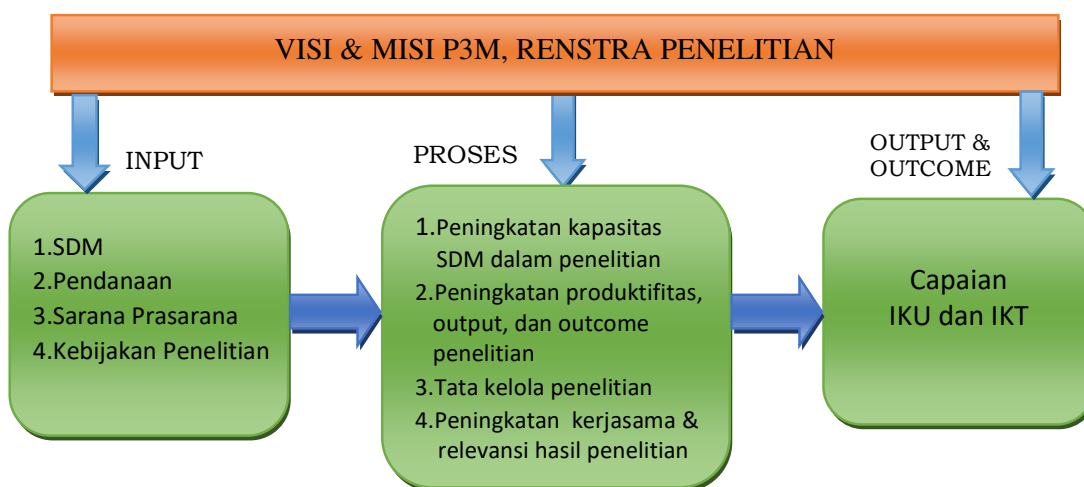 VISI & MISI P3M, RENSTRA PENELITIAN
INPUT
1.SDM
2.Pendanaan
3.Sarana Prasarana
4.Kebijakan Penelitian
PROSES
1.Peningkatan kapasitas
SDM dalam penelitian
2.Peningkatan produktifitas,
output, dan outcome
penelitian
3.Tata kelola penelitian
4.Peningkatan kerjasama &
relevansi hasil penelitian
OUTPUT &
OUTCOME
Capaian
IKU dan IKT